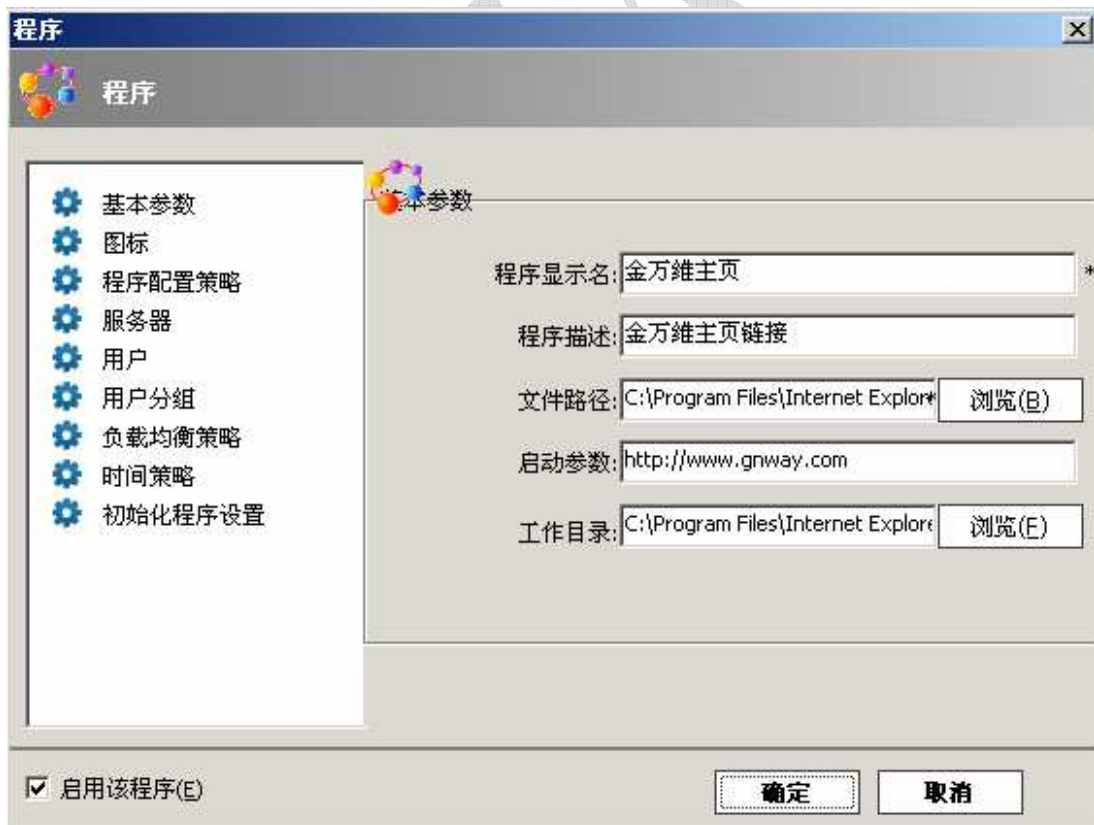 程序
程序
基本参数
图标
程序配置策略
服务器
用户
用户分组
负载均衡策略
时间策略
初始化程序设置
基本参数
程序显示名: 金万维主页 *
程序描述: 金万维主页链接
文件路径: C:\Program Files\Internet Explor* 浏览(B)
启动参数: http://www.gnway.com
工作目录: C:\Program Files\Internet Explore 浏览(F)
启用该程序(E) 确定 取消